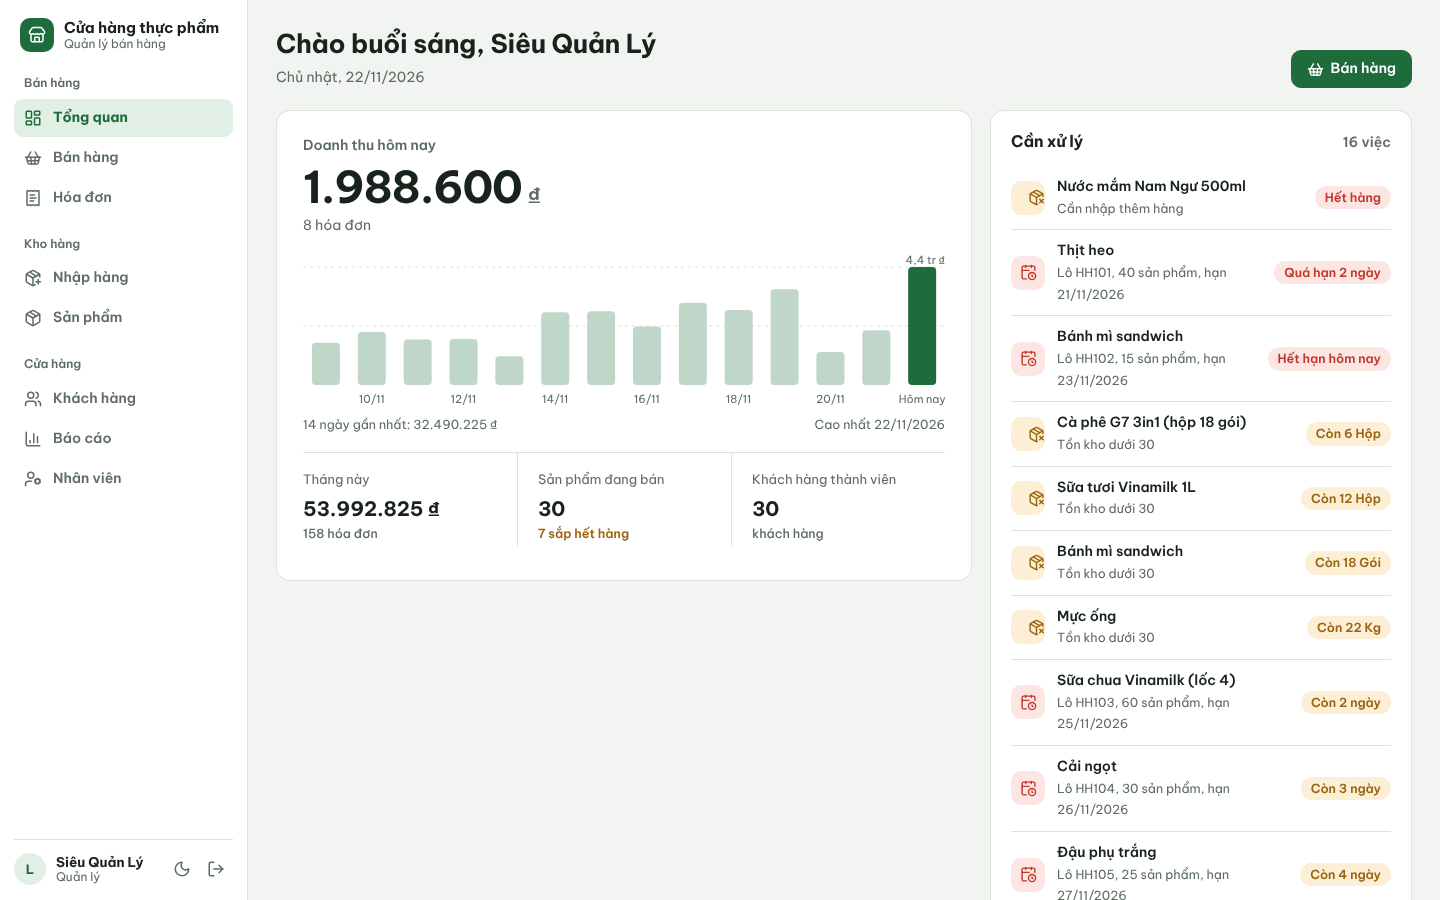 Cửa hàng thực phẩm
Quản lý bán hàng
Bán hàng
Tổng quan
Bán hàng
Hóa đơn
Kho hàng
Nhập hàng
Sản phẩm
Cửa hàng
Khách hàng
Báo cáo
Nhân viên
L
Siêu Quản Lý
Quản lý
Chào buổi sáng, Siêu Quản Lý
Chủ nhật, 22/11/2026
Bán hàng
Doanh thu hôm nay
1.988.600 ₫
8 hóa đơn
4,4 tr ₫
10/11
12/11
14/11
16/11
18/11
20/11
Hôm nay
14 ngày gần nhất: 32.490.225 ₫
Cao nhất 22/11/2026
Tháng này
53.992.825 ₫
158 hóa đơn
Sản phẩm đang bán
30
7 sắp hết hàng
Khách hàng thành viên
30
khách hàng
Cần xử lý
16 việc
Nước mắm Nam Ngư 500ml
Cần nhập thêm hàng
Hết hàng
Thịt heo
Lô HH101, 40 sản phẩm, hạn
21/11/2026
Quá hạn 2 ngày
Bánh mì sandwich
Lô HH102, 15 sản phẩm, hạn
23/11/2026
Hết hạn hôm nay
Cà phê G7 3in1 (hộp 18 gói)
Tồn kho dưới 30
Còn 6 Hộp
Sữa tươi Vinamilk 1L
Tồn kho dưới 30
Còn 12 Hộp
Bánh mì sandwich
Tồn kho dưới 30
Còn 18 Gói
Mực ống
Tồn kho dưới 30
Còn 22 Kg
Sữa chua Vinamilk (lốc 4)
Lô HH103, 60 sản phẩm, hạn
25/11/2026
Còn 2 ngày
Cải ngọt
Lô HH104, 30 sản phẩm, hạn
26/11/2026
Còn 3 ngày
Đậu phụ trắng
Lô HH105, 25 sản phẩm, hạn
27/11/2026
Còn 4 ngày